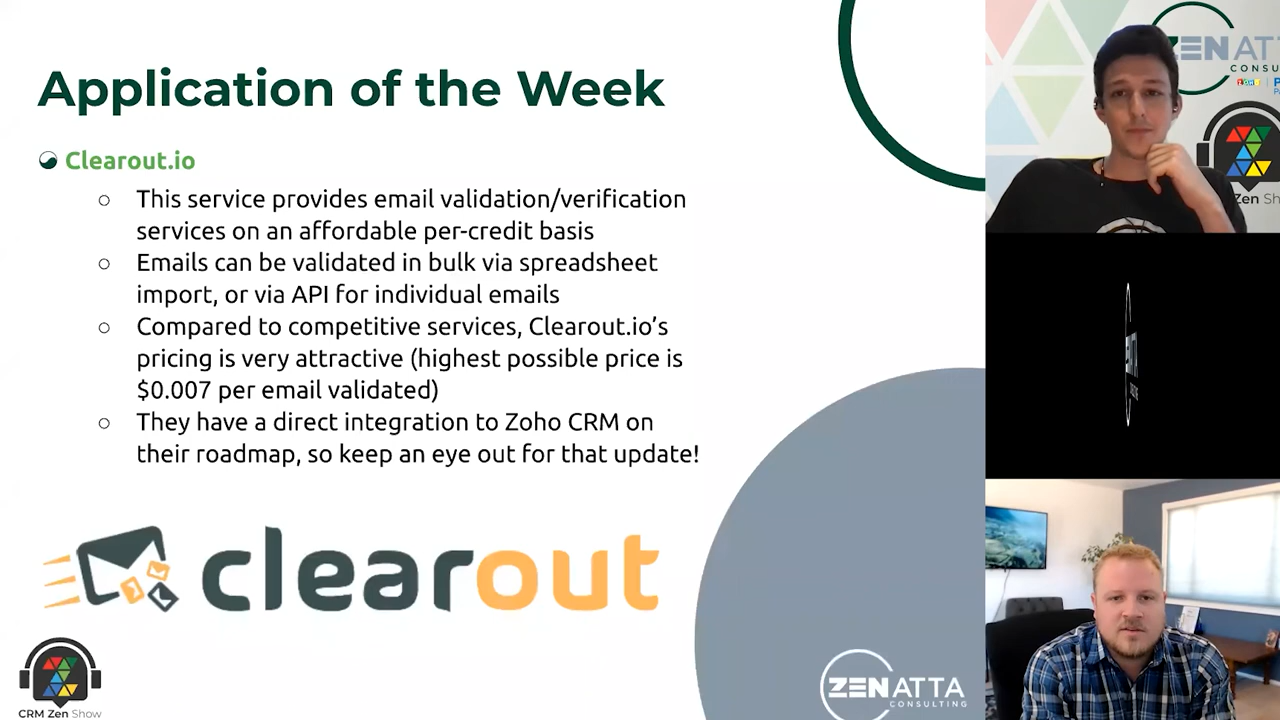 Application of the Week
Clearout.io
This service provides email validation/verification
services on an affordable per-credit basis
Emails can be validated in bulk via spreadsheet
import, or via API for individual emails
Compared to competitive services, Clearout.io’s
pricing is very attractive (highest possible price is
$0.007 per email validated)
They have a direct integration to Zoho CRM on
their roadmap, so keep an eye out for that update!
clearout
CRM Zen Show
ZENATTA
CONSULTING
ZENATTA
CONSU
Zen Sh